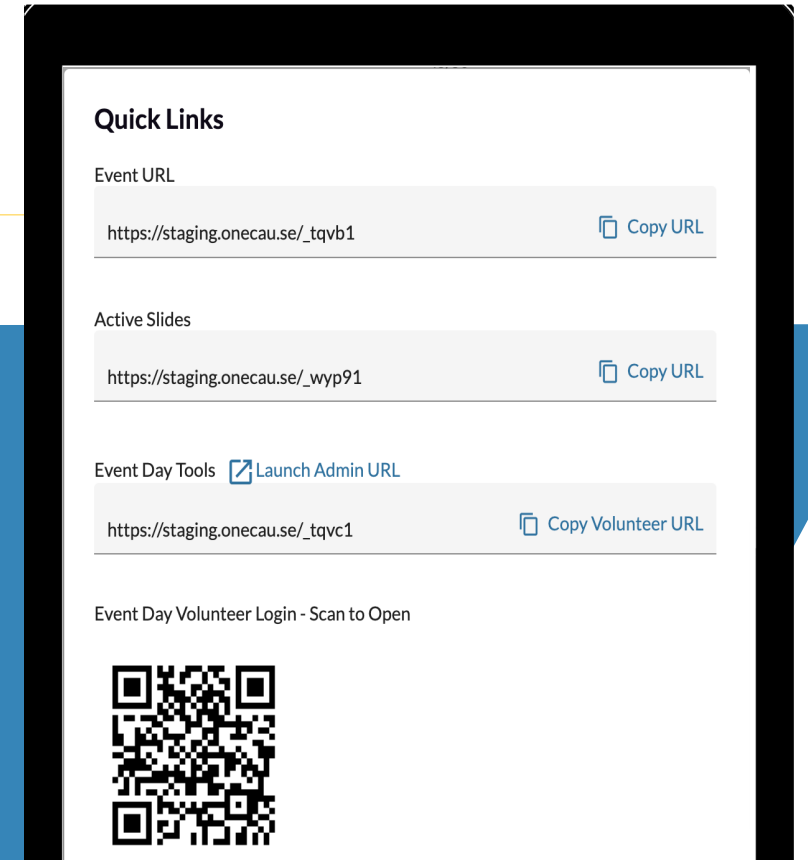 Quick Links
Event URL
https://staging.onecau.se/_tqvb1
Copy URL
Active Slides
https://staging.onecau.se/_wyp91
Copy URL
Event Day Tools Launch Admin URL
https://staging.onecau.se/_tqvc1
Copy Volunteer URL
Event Day Volunteer Login - Scan to Open